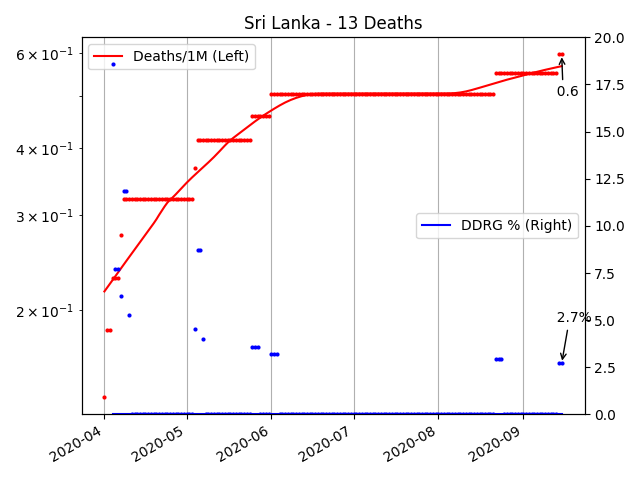 Sri Lanka - 13 Deaths
Deaths/1M (Left)
DDRG % (Right)
6 × 10⁻¹
4 × 10⁻¹
3 × 10⁻¹
2 × 10⁻¹
20.0
17.5
15.0
12.5
10.0
7.5
5.0
2.5
0.0
0.6
2.7%
2020-04
2020-05
2020-06
2020-07
2020-08
2020-09